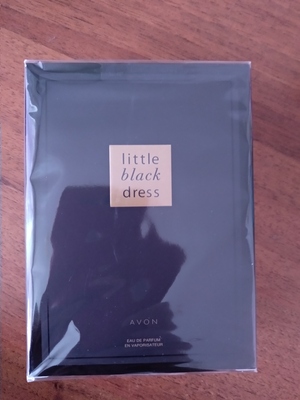 little
black
dress
AVON
EAU DE PARFUM
EN VAPORISATEUR